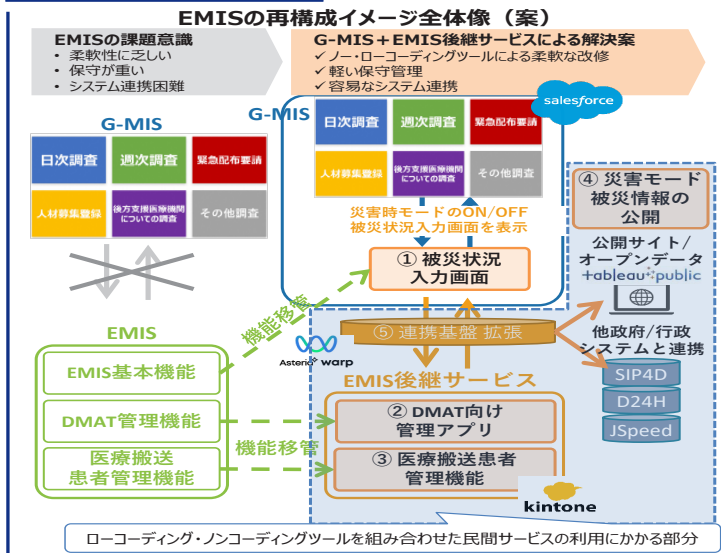 EMISの再構成イメージ全体像（案）
EMISの課題意識
• 柔軟性に乏しい
• 保守が重い
• システム連携困難
G-MIS＋EMIS後継サービスによる解決案
✓ ノー・ローコーディングツールによる柔軟な改修
✓ 軽い保守管理
✓ 容易なシステム連携
G-MIS
日次調査
週次調査
緊急配布要請
人材募集登録
後方支援医療機関
についての調査
その他調査
G-MIS
salesforce
日次調査
週次調査
緊急配布要請
人材募集登録
後方支援医療機関
についての調査
その他調査
災害時モードのON/OFF
被災状況入力画面を表示
① 被災状況
入力画面
④ 災害モード
被災情報の
公開
公開サイト/
オープンデータ
+ableau public
他政府/行政
システムと連携
SIP4D
D24H
JSpeed
⑤ 連携基盤 拡張
Asteria warp
機能移管
EMIS
EMIS基本機能
DMAT管理機能
医療搬送
患者管理機能
機能移管
EMIS後継サービス
② DMAT向け
管理アプリ
③ 医療搬送患者
管理機能
kintone
ローコーディング・ノンコーディングツールを組み合わせた民間サービスの利用にかかる部分